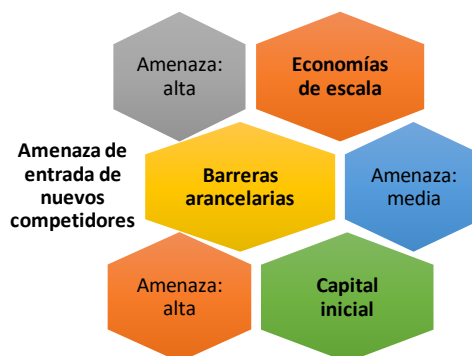 Amenaza:
alta
Economías
de escala
Amenaza de
entrada de
nuevos
competidores
Barreras
arancelarias
Amenaza:
media
Amenaza:
alta
Capital
inicial